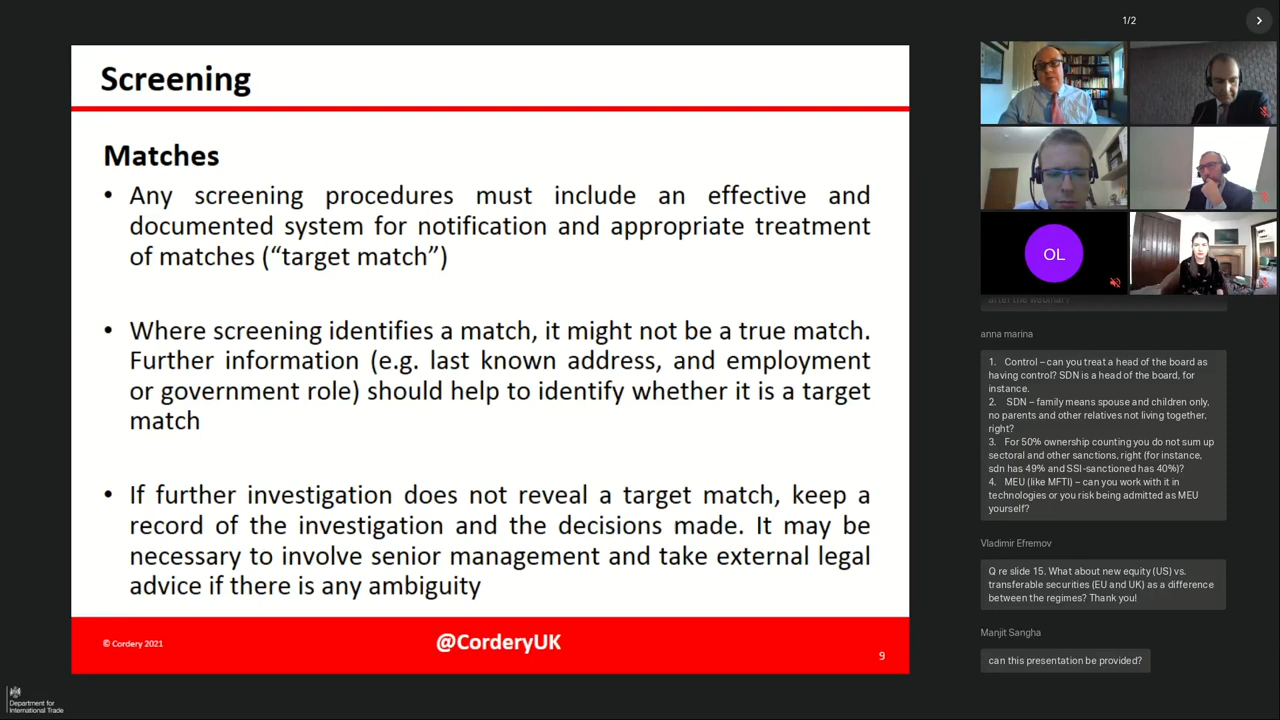 1/2
Screening
Matches
• Any screening procedures must include an effective and
documented system for notification and appropriate treatment
of matches (“target match”)
• Where screening identifies a match, it might not be a true match.
Further information (e.g. last known address, and employment
or government role) should help to identify whether it is a target
match
• If further investigation does not reveal a target match, keep a
record of the investigation and the decisions made. It may be
necessary to involve senior management and take external legal
advice if there is any ambiguity
© Cordery 2021
@CorderyUK
9
Department for
International Trade
OL
after the webinar?
anna marina
1. Control – can you treat a head of the board as
having control? SDN is a head of the board, for
instance.
2. SDN – family means spouse and children only,
no parents and other relatives not living together,
right?
3. For 50% ownership counting you do not sum up
sectoral and other sanctions, right (for instance,
sdn has 49% and SSI-sanctioned has 40%)?
4. MEU (like MFTI) – can you work with it in
technologies or you risk being admitted as MEU
yourself?
Vladimir Efremov
Q re slide 15. What about new equity (US) vs.
transferable securities (EU and UK) as a difference
between the regimes? Thank you!
Manjit Sangha
can this presentation be provided?